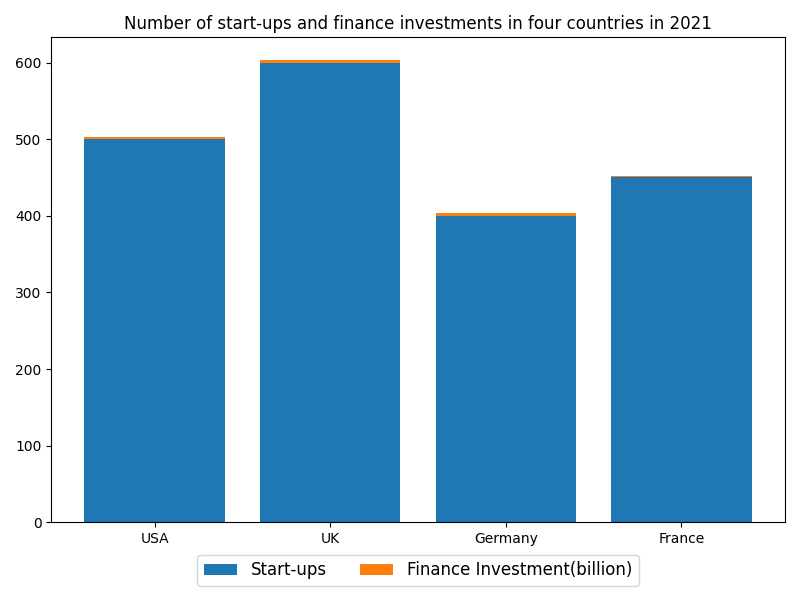 Number of start-ups and finance investments in four countries in 2021
600
500
400
300
200
100
0
USA UK Germany France
Start-ups Finance Investment(billion)